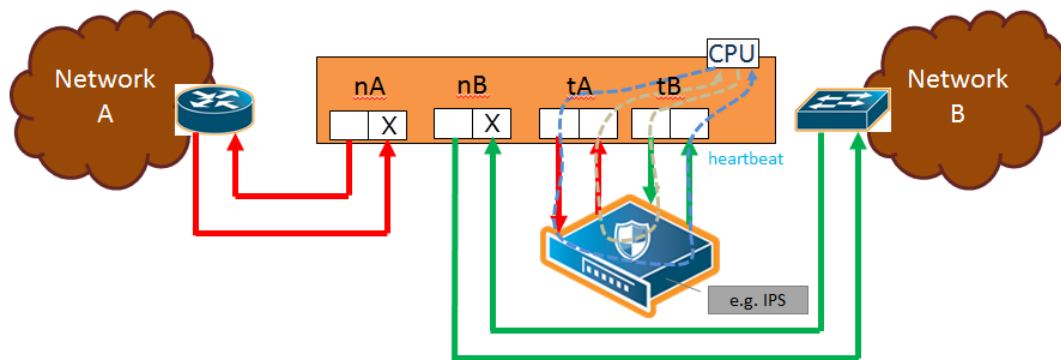 CPU
Network
A
nA
nB
tA
tB
Network
B
X
X
heartbeat
e.g. IPS